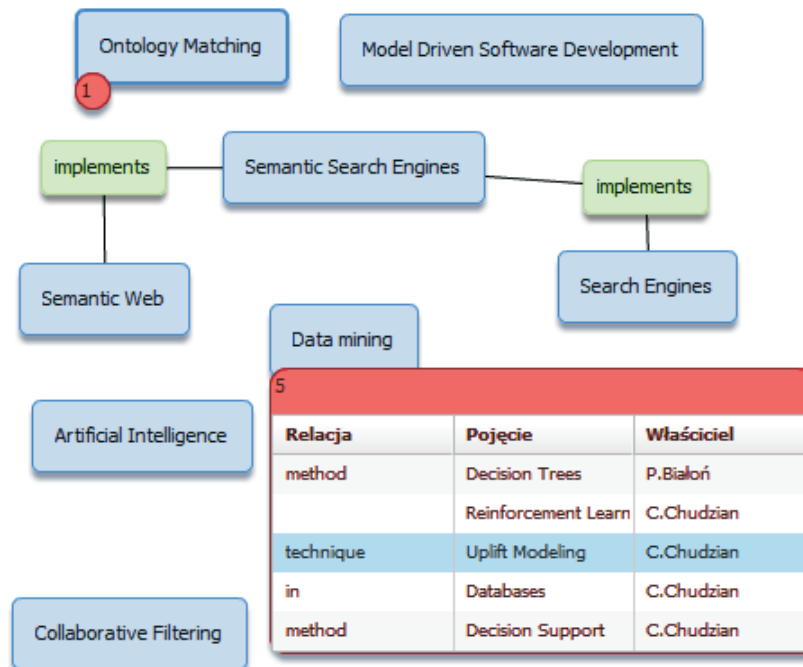 Ontology Matching
Model Driven Software Development
1
implements
Semantic Search Engines
implements
Semantic Web
Search Engines
Data mining
5
Artificial Intelligence
Relacja Pojęcie Właściciel
method Decision Trees P.Białoń
Reinforcement Learn C.Chudzian
technique Uplift Modeling C.Chudzian
in Databases C.Chudzian
method Decision Support C.Chudzian
Collaborative Filtering